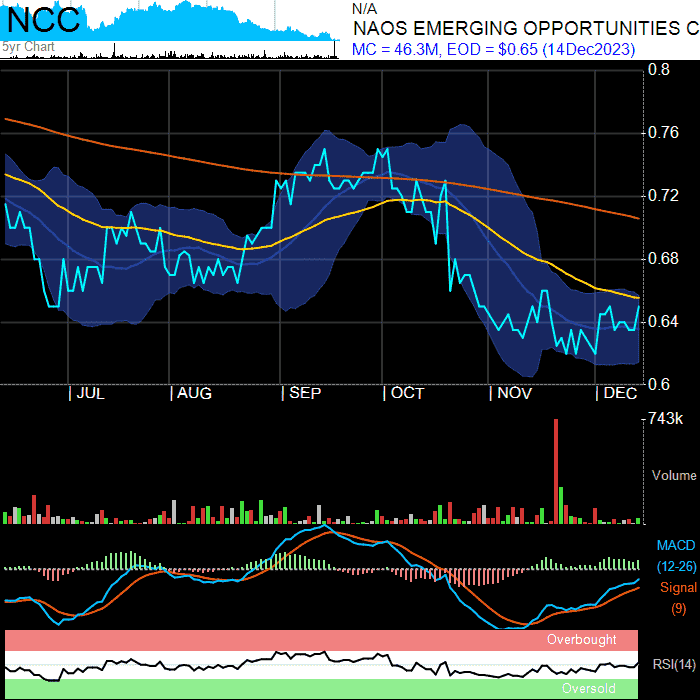 NCC
5yr Chart
N/A
NAOS EMERGING OPPORTUNITIES C
MC = 46.3M, EOD = $0.65 (14Dec2023)
0.8
0.76
0.72
0.68
0.64
0.6
JUL AUG SEP OCT NOV DEC
743k
Volume
MACD
(12-26)
Signal
(9)
Overbought
RSI(14)
Oversold